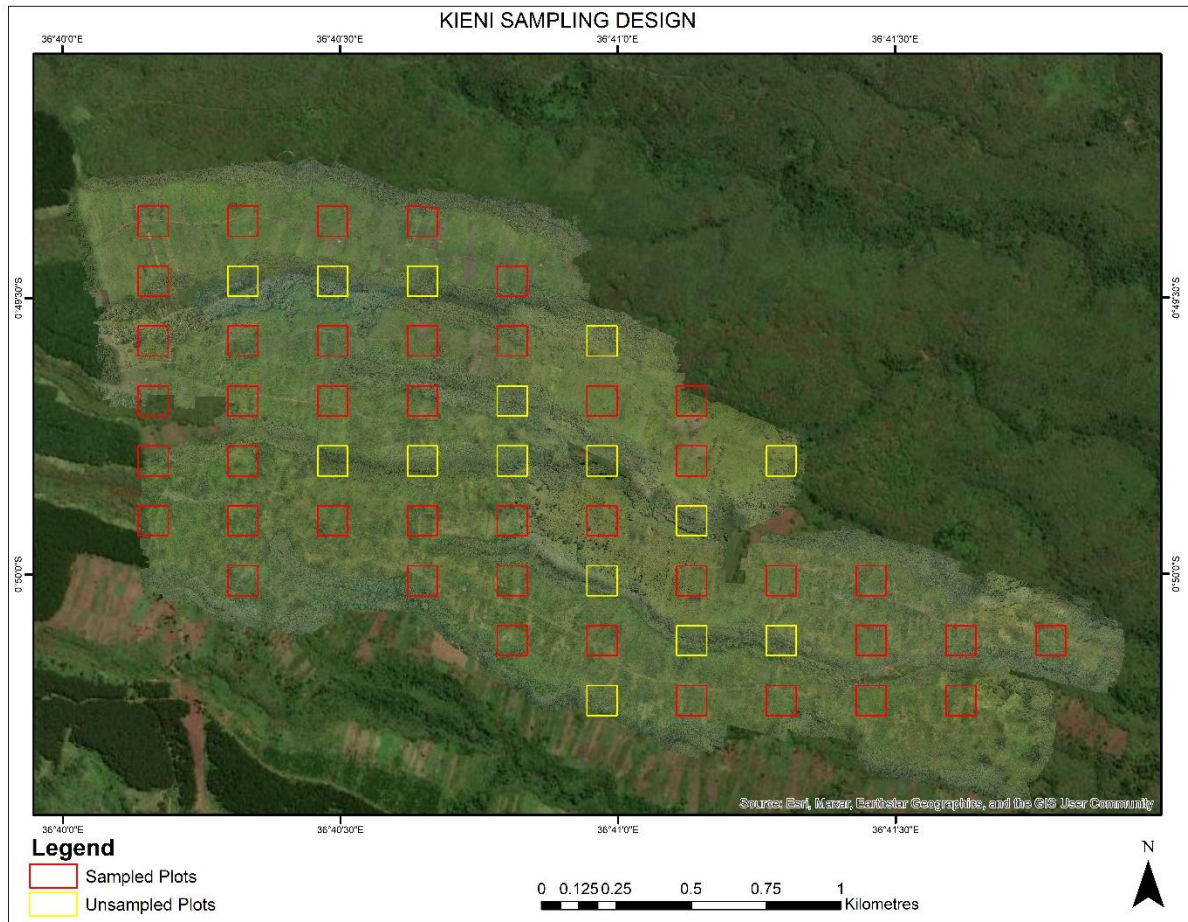 KIENI SAMPLING DESIGN
36°40'0"E 36°40'30"E 36°41'0"E 36°41'30"E
0°49'30"S 0°49'30"S
0°50'0"S 0°50'0"S
Source: Esri, Maxar, Earthstar Geographics, and the GIS User Community
36°40'0"E 36°40'30"E 36°41'0"E 36°41'30"E
Legend
Sampled Plots
Unsampled Plots
0 0.125 0.25 0.5 0.75 1
Kilometres
N